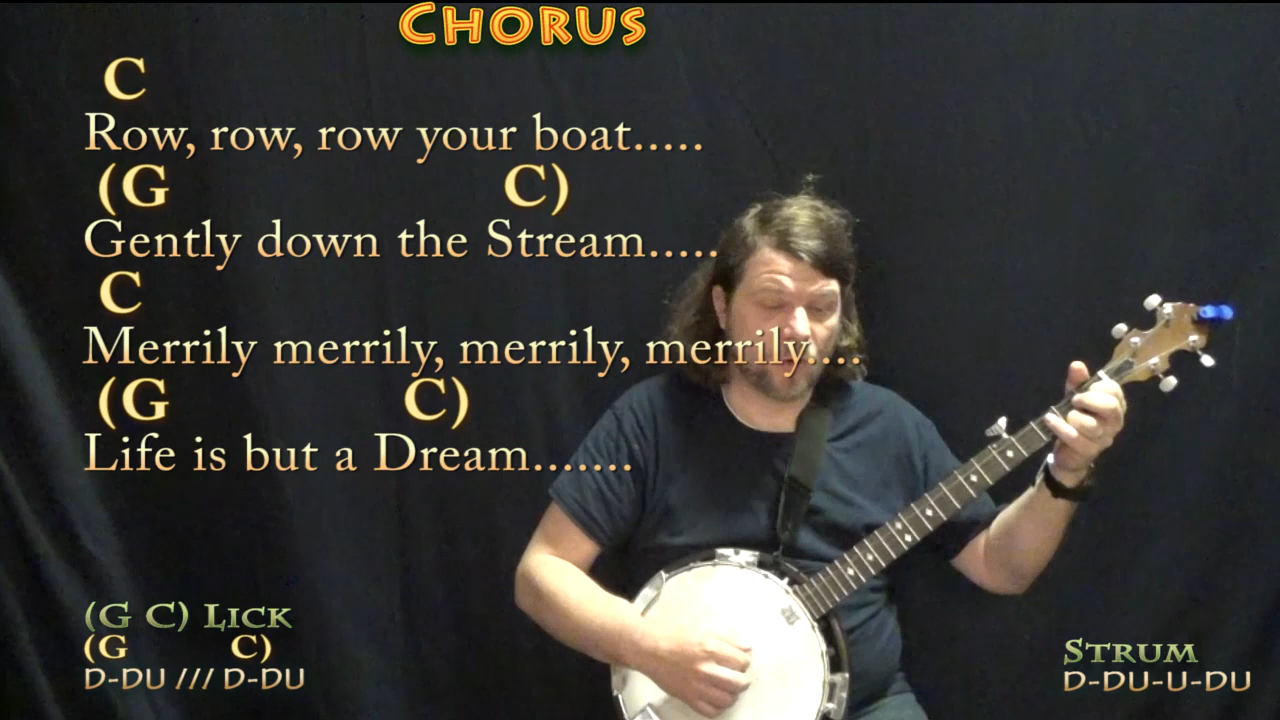 CHORUS
C
Row, row, row your boat.....
(G C)
Gently down the Stream.....
C
Merrily merrily, merrily, merrily....
(G C)
Life is but a Dream.......
(G C) LICK
(G C)
D-DU /// D-DU
STRUM
D-DU-U-DU